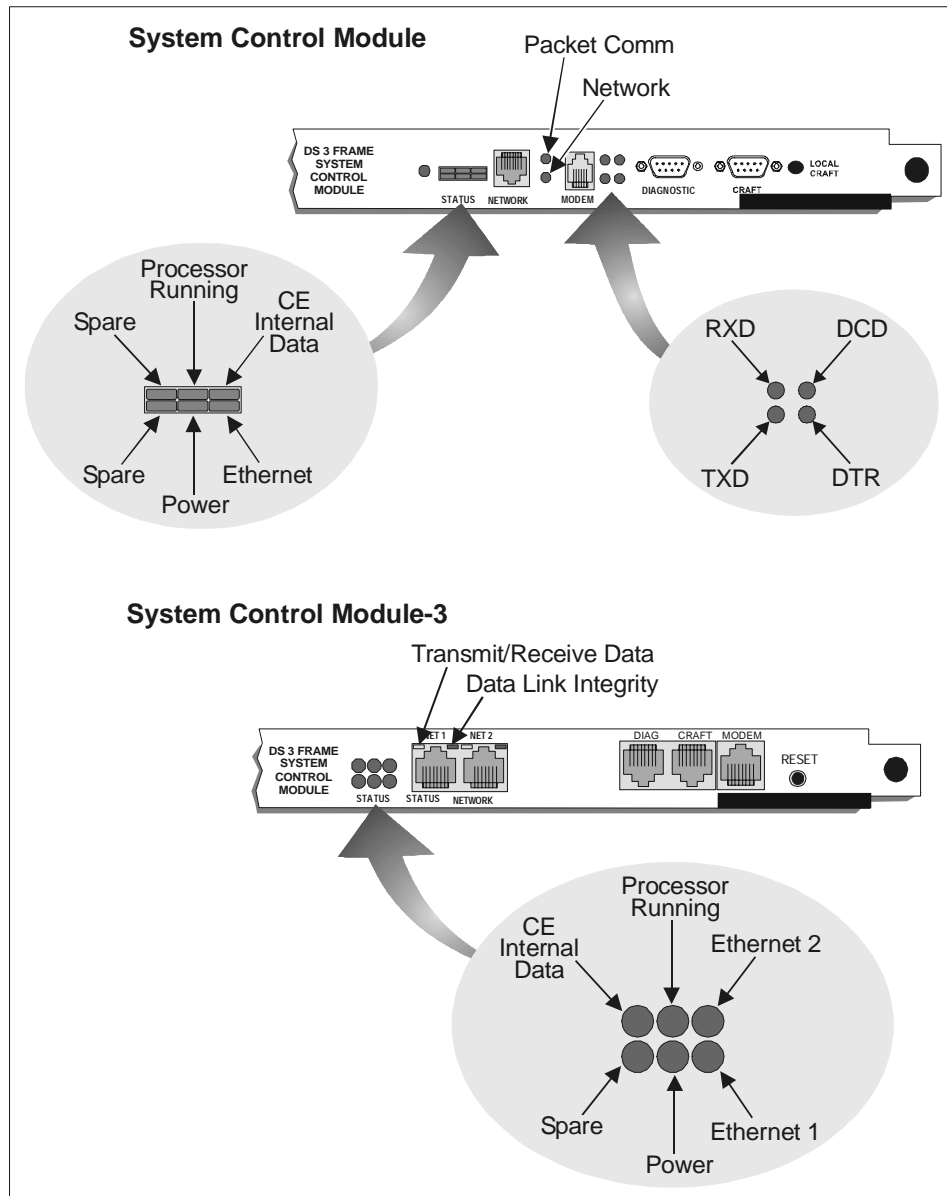 System Control Module
Packet Comm
Network
DS 3 FRAME
SYSTEM
CONTROL
MODULE
STATUS
NETWORK
MODEM
DIAGNOSTIC
CRAFT
LOCAL
CRAFT
Processor
Running
Spare
CE
Internal
Data
Spare
Power
Ethernet
RXD
DCD
TXD
DTR
System Control Module-3
Transmit/Receive Data
Data Link Integrity
DS 3 FRAME
SYSTEM
CONTROL
MODULE
STATUS
NET 1
NET 2
STATUS
NETWORK
DIAG
CRAFT
MODEM
RESET
CE
Internal
Data
Processor
Running
Ethernet 2
Spare
Power
Ethernet 1